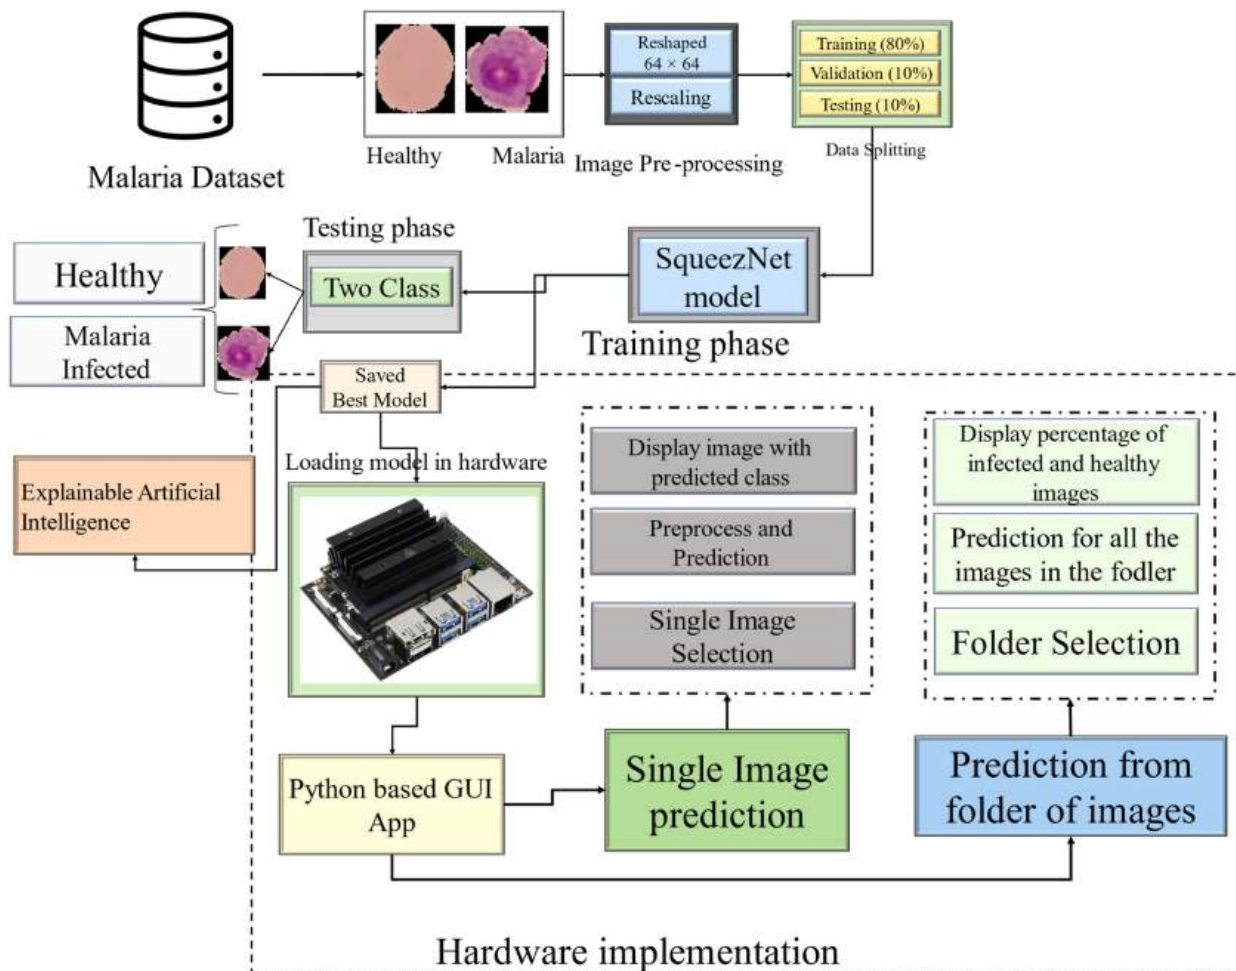 Malaria Dataset
Healthy
Malaria
Reshaped
64 × 64
Rescaling
Image Pre-processing
Training (80%)
Validation (10%)
Testing (10%)
Data Splitting
Healthy
Malaria
Infected
Testing phase
Two Class
SqueezNet
model
Training phase
Saved
Best Model
Explainable Artificial
Intelligence
Loading model in hardware
Display image with
predicted class
Preprocess and
Prediction
Single Image
Selection
Display percentage of
infected and healthy
images
Prediction for all the
images in the fodler
Folder Selection
Python based GUI
App
Single Image
prediction
Prediction from
folder of images
Hardware implementation